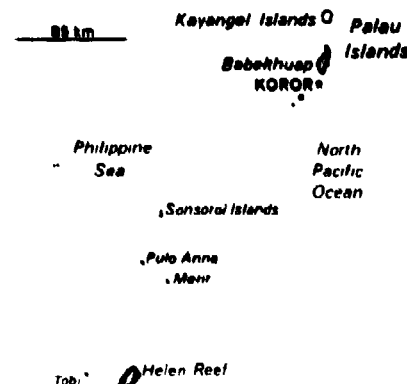 Kayangel Islands
Palau
Islands
km
Babelthuap
KOROR
Philippine
Sea
North
Pacific
Ocean
Sonsorol Islands
Pulo Anna
Merir
Helen Reef
Tobi